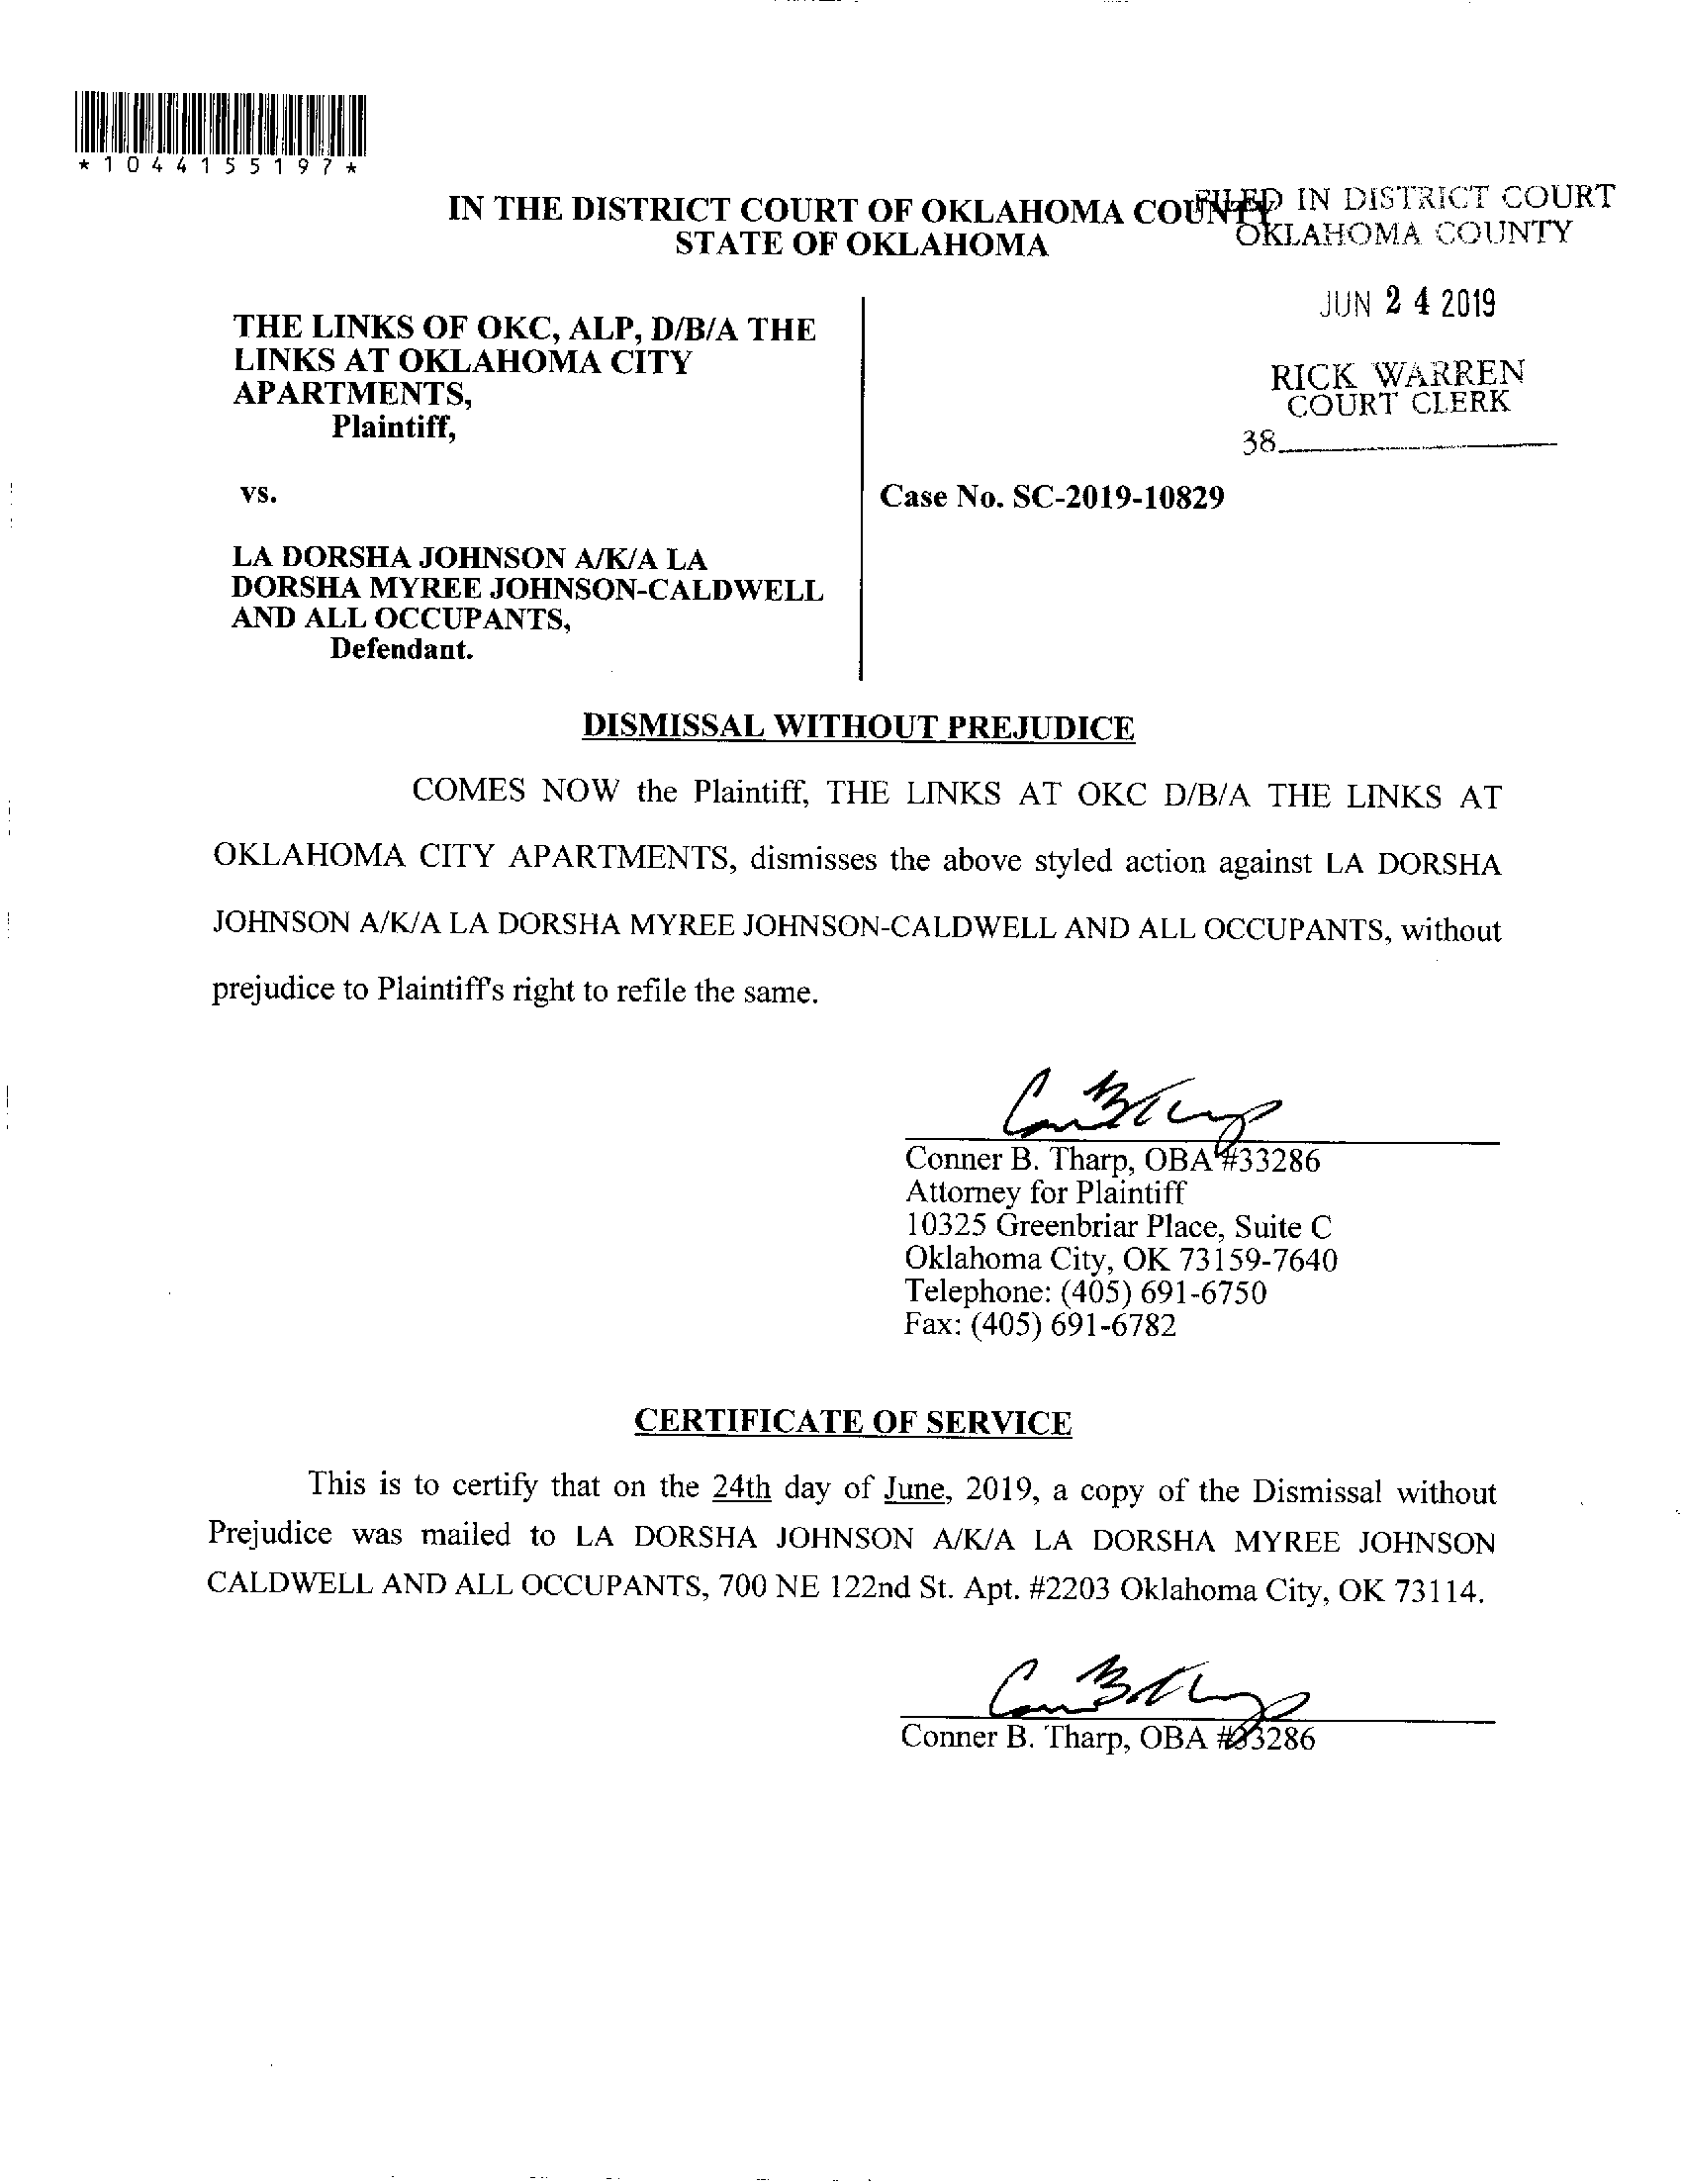 *1044155197*
IN THE DISTRICT COURT OF OKLAHOMA COUNTY
STATE OF OKLAHOMA
FILED IN DISTRICT COURT
OKLAHOMA COUNTY
JUN 24 2019
RICK WARREN
COURT CLERK
38
THE LINKS OF OKC, ALP, D/B/A THE
LINKS AT OKLAHOMA CITY
APARTMENTS,
Plaintiff,
vs.
Case No. SC-2019-10829
LA DORSHA JOHNSON A/K/A LA
DORSHA MYREE JOHNSON-CALDWELL
AND ALL OCCUPANTS,
Defendant.
DISMISSAL WITHOUT PREJUDICE
COMES NOW the Plaintiff, THE LINKS AT OKC D/B/A THE LINKS AT
OKLAHOMA CITY APARTMENTS, dismisses the above styled action against LA DORSHA
JOHNSON A/K/A LA DORSHA MYREE JOHNSON-CALDWELL AND ALL OCCUPANTS, without
prejudice to Plaintiff's right to refile the same.
Conner B. Tharp, OBA #33286
Attorney for Plaintiff
10325 Greenbriar Place, Suite C
Oklahoma City, OK 73159-7640
Telephone: (405) 691-6750
Fax: (405) 691-6782
CERTIFICATE OF SERVICE
This is to certify that on the 24th day of June, 2019, a copy of the Dismissal without
Prejudice was mailed to LA DORSHA JOHNSON A/K/A LA DORSHA MYREE JOHNSON
CALDWELL AND ALL OCCUPANTS, 700 NE 122nd St. Apt. #2203 Oklahoma City, OK 73114.
Conner B. Tharp, OBA #33286